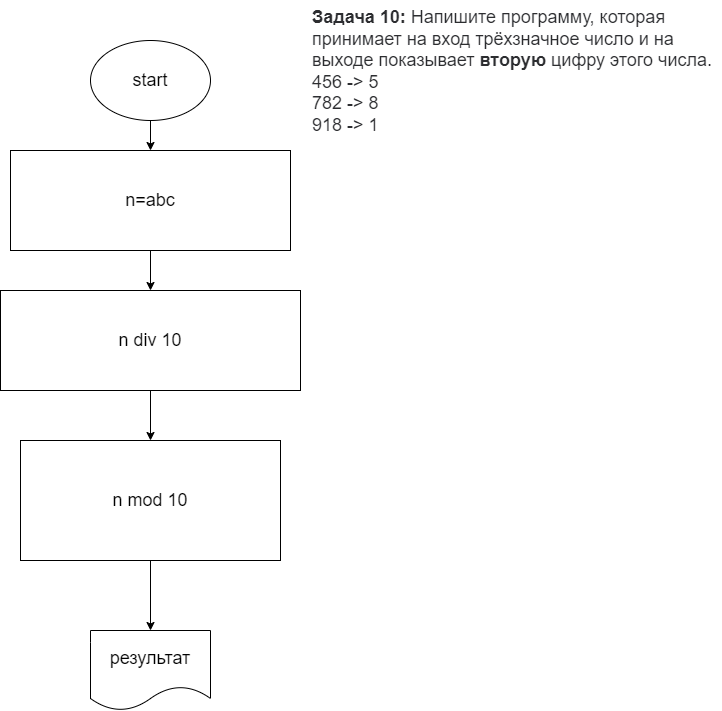 Задача 10: Напишите программу, которая
принимает на вход трёхзначное число и на
выходе показывает вторую цифру этого числа.
456 -> 5
782 -> 8
918 -> 1
start
n=abc
n div 10
n mod 10
результат